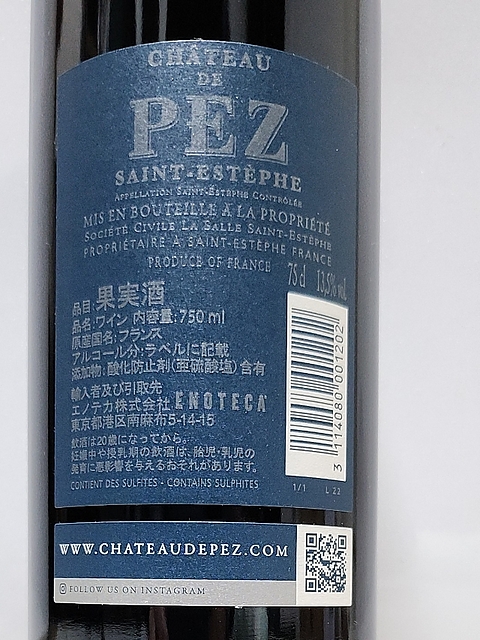 CHÂTEAU
DE
PEZ
SAINT-ESTÈPHE
APPELLATION SAINT-ESTÈPHE CONTRÔLÉE
MIS EN BOUTEILLE A LA PROPRIÉTÉ
SOCIÉTÉ CIVILE LA SALLE SAINT-ESTÈPHE
PROPRIÉTAIRE A SAINT-ESTÈPHE FRANCE
PRODUCE OF FRANCE 75cl 13,5% vol.
品目:果実酒
品名:ワイン 内容量:750ml
原産国名:フランス
アルコール分:ラベルに記載
添加物:酸化防止剤(亜硫酸塩)含有
輸入者及び引取先
エノテカ株式会社 ENOTECA
東京都港区南麻布5-14-15
飲酒は20歳になってから。
妊娠中や授乳期の飲酒は、胎児・乳児の
発育に悪影響を与えるおそれがあります。
CONTIENT DES SULFITES - CONTAINS SULPHITES
3 114080 001202
1/1 L 22
WWW.CHATEAUDEPEZ.COM
FOLLOW US ON INSTAGRAM